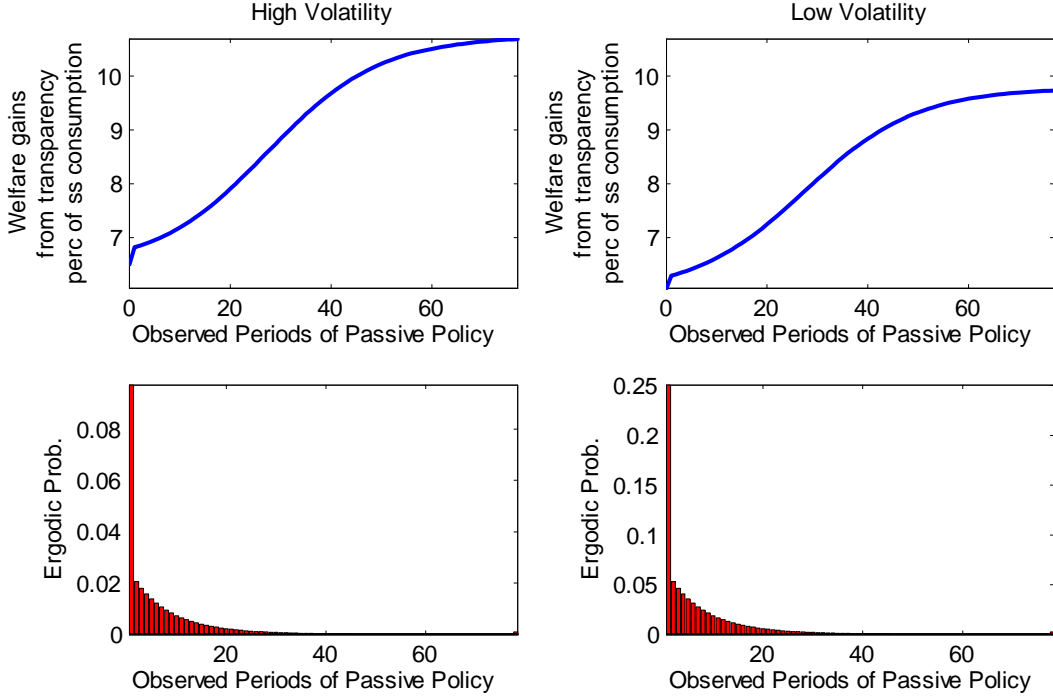 High Volatility
Welfare gains
from transparency
perc of ss consumption
10
9
8
7
0
20
40
60
Observed Periods of Passive Policy
Low Volatility
Welfare gains
from transparency
perc of ss consumption
10
9
8
7
0
20
40
60
Observed Periods of Passive Policy
Ergodic Prob.
0.08
0.06
0.04
0.02
0
20
40
60
Observed Periods of Passive Policy
Ergodic Prob.
0.25
0.2
0.15
0.1
0.05
0
20
40
60
Observed Periods of Passive Policy